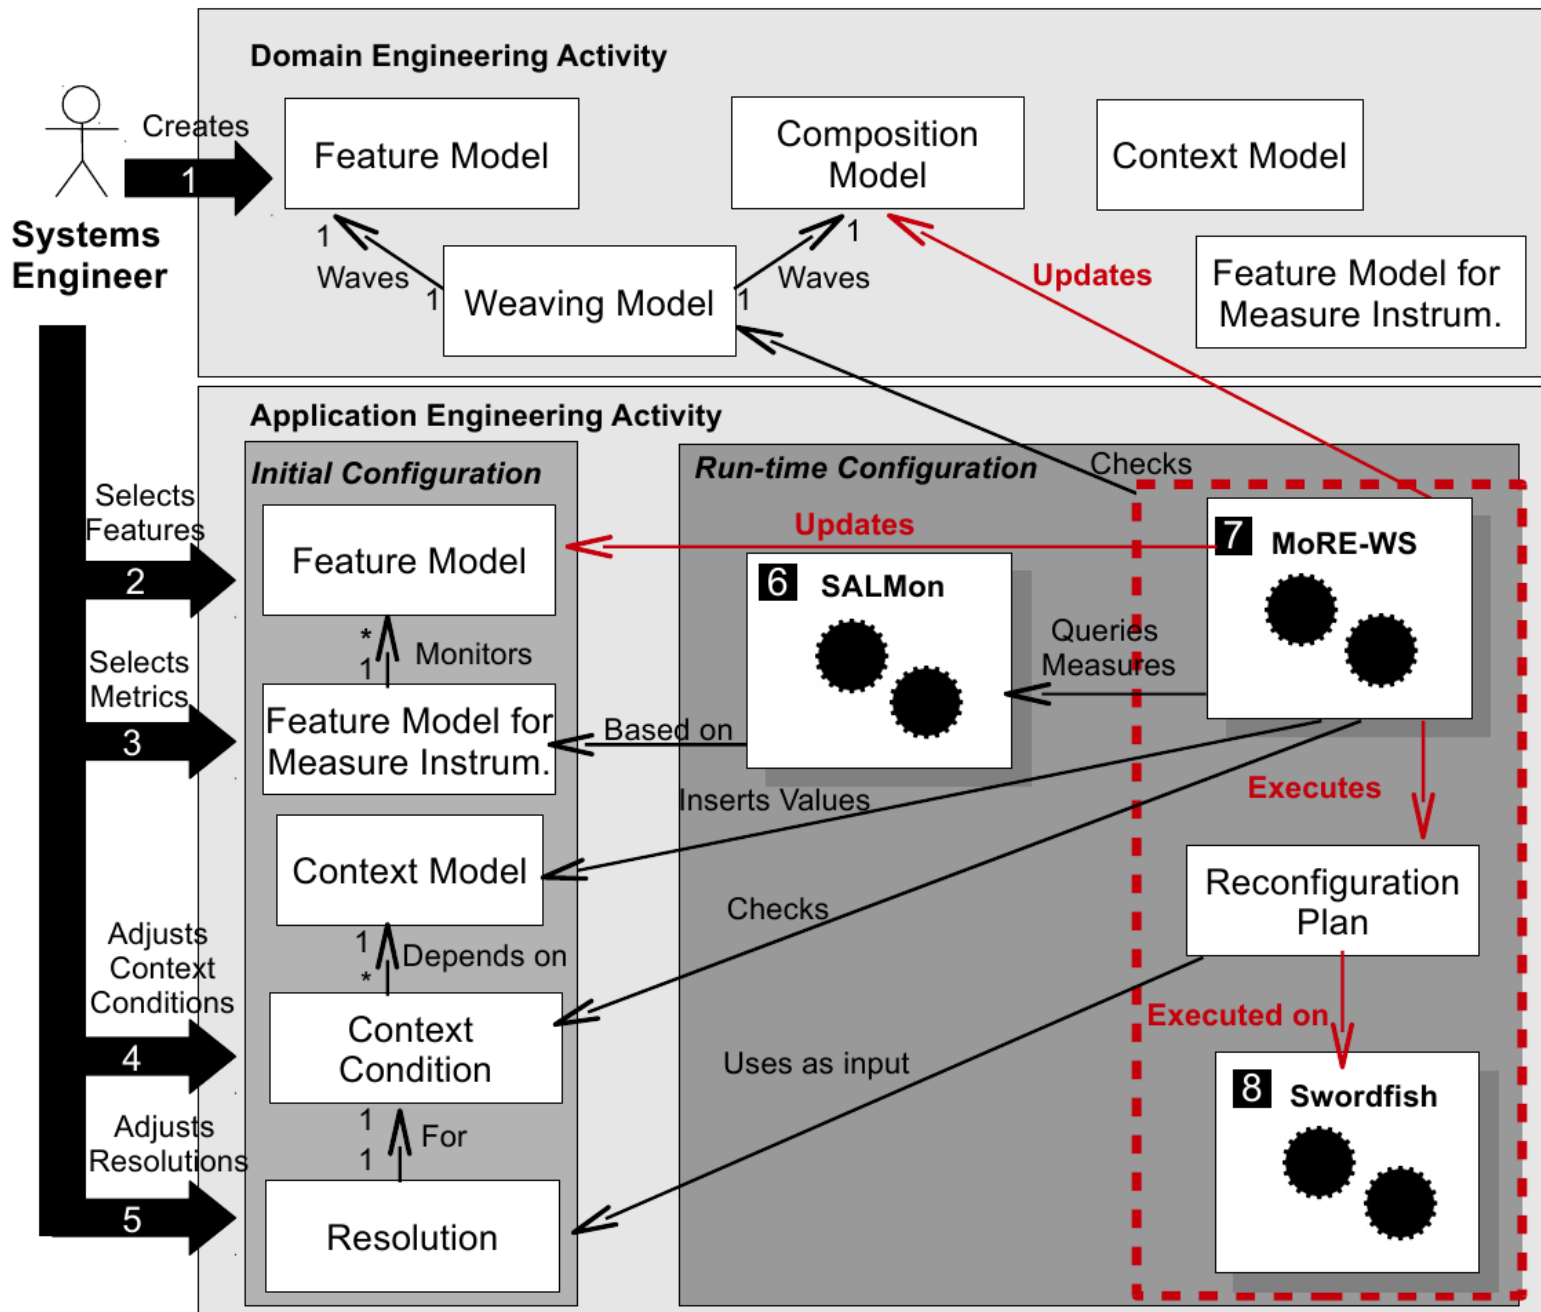 Domain Engineering Activity
Creates
1
Systems
Engineer
Feature Model
Composition
Model
Context Model
1
Waves
1
Weaving Model
1
Waves
1
Updates
Feature Model for
Measure Instrum.
Application Engineering Activity
Initial Configuration
Run-time Configuration
Checks
Selects
Features
2
Feature Model
Updates
6
SALMon
7
MoRE-WS
*
1
Monitors
Queries
Measures
Selects
Metrics
3
Feature Model for
Measure Instrum.
Based on
Inserts Values
Executes
Context Model
Checks
Reconfiguration
Plan
Adjusts
Context
Conditions
4
1
*
Depends on
Context
Condition
Executed on
Uses as input
8
Swordfish
Adjusts
Resolutions
5
1
1
For
Resolution